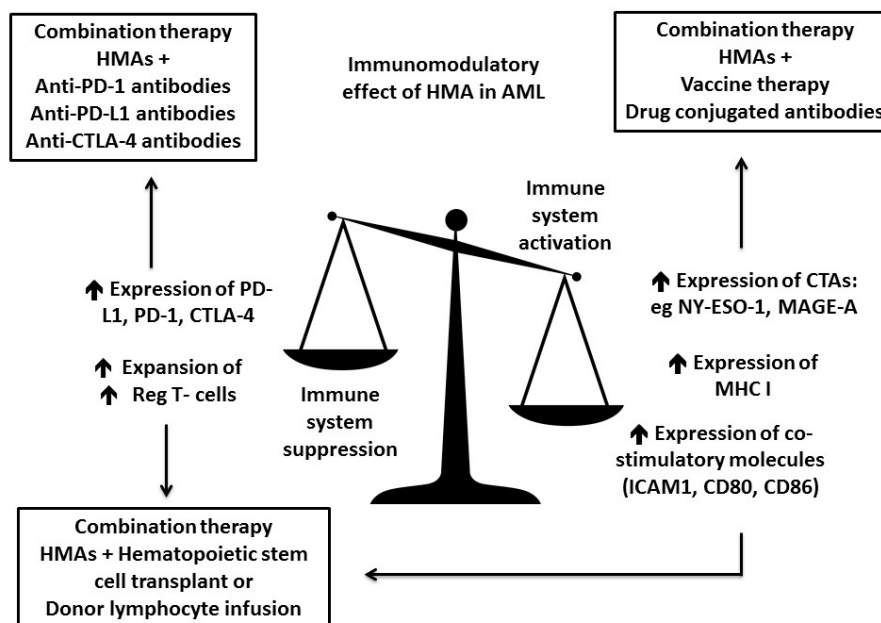 Combination therapy
HMAs +
Anti-PD-1 antibodies
Anti-PD-L1 antibodies
Anti-CTLA-4 antibodies
Immunomodulatory
effect of HMA in AML
Combination therapy
HMAs +
Vaccine therapy
Drug conjugated antibodies
Immune
system
activation
Expression of PD-
L1, PD-1, CTLA-4
Expansion of
Reg T- cells
Immune
system
suppression
Expression of CTAs:
eg NY-ESO-1, MAGE-A
Expression of
MHC I
Expression of co-
stimulatory molecules
(ICAM1, CD80, CD86)
Combination therapy
HMAs + Hematopoietic stem
cell transplant or
Donor lymphocyte infusion